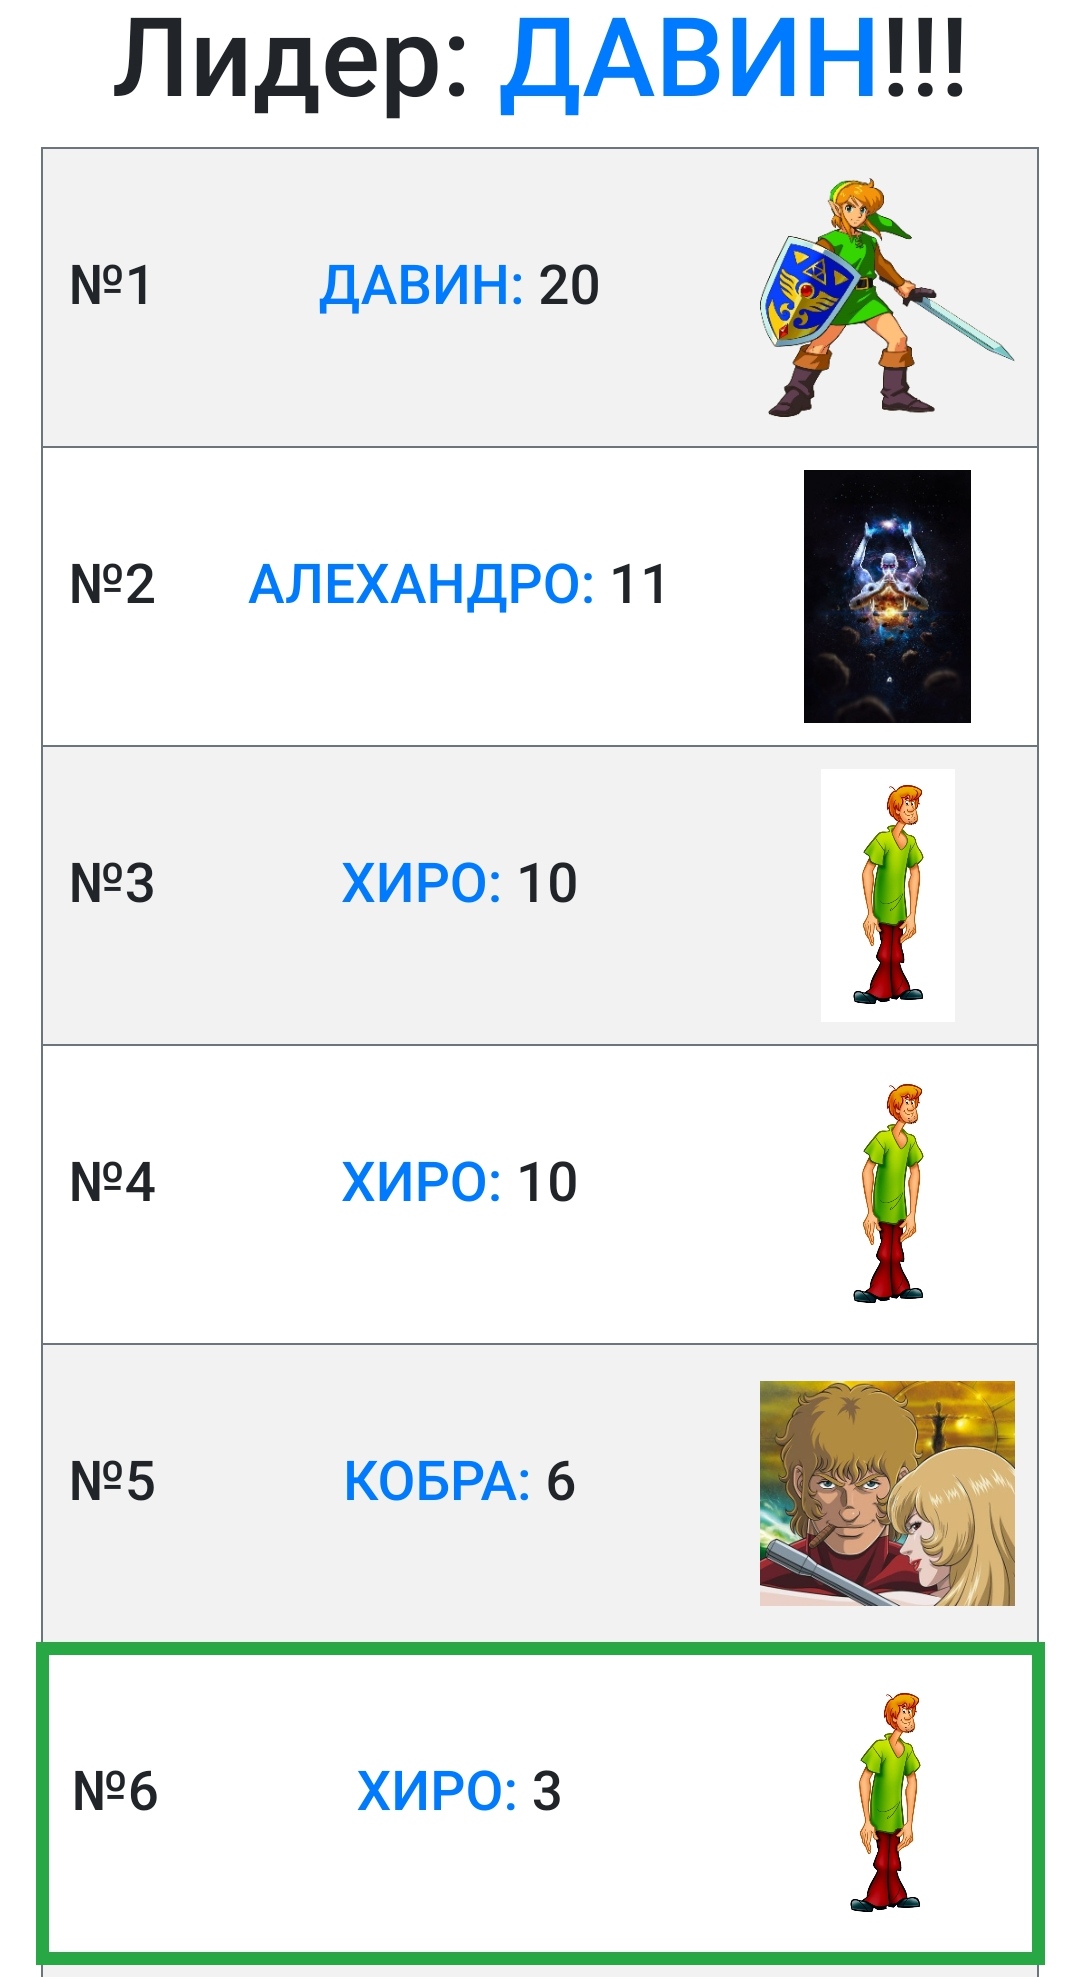 Лидер: ДАВИН!!!
№1 ДАВИН: 20
№2 АЛЕХАНДРО: 11
№3 ХИРО: 10
№4 ХИРО: 10
№5 КОБРА: 6
№6 ХИРО: 3